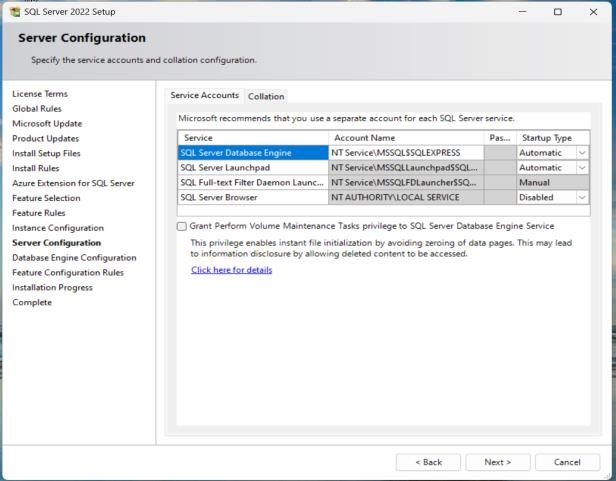 SQL Server 2022 Setup
Server Configuration
Specify the service accounts and collation configuration.
License Terms
Global Rules
Microsoft Update
Product Updates
Install Setup Files
Install Rules
Azure Extension for SQL Server
Feature Selection
Feature Rules
Instance Configuration
Server Configuration
Database Engine Configuration
Feature Configuration Rules
Installation Progress
Complete
Service Accounts Collation
Microsoft recommends that you use a separate account for each SQL Server service.
Service Account Name Pas... Startup Type
SQL Server Database Engine NT Service\MSSQL$SQLEXPRESS Automatic
SQL Server Launchpad NT Service\MSSQLLaunchpad$SQL... Automatic
SQL Full-text Filter Daemon Launc... NT Service\MSSQLFDLauncher$SQ... Manual
SQL Server Browser NT AUTHORITY\LOCAL SERVICE Disabled
Grant Perform Volume Maintenance Tasks privilege to SQL Server Database Engine Service
This privilege enables instant file initialization by avoiding zeroing of data pages. This may lead
to information disclosure by allowing deleted content to be accessed.
Click here for details
< Back Next > Cancel